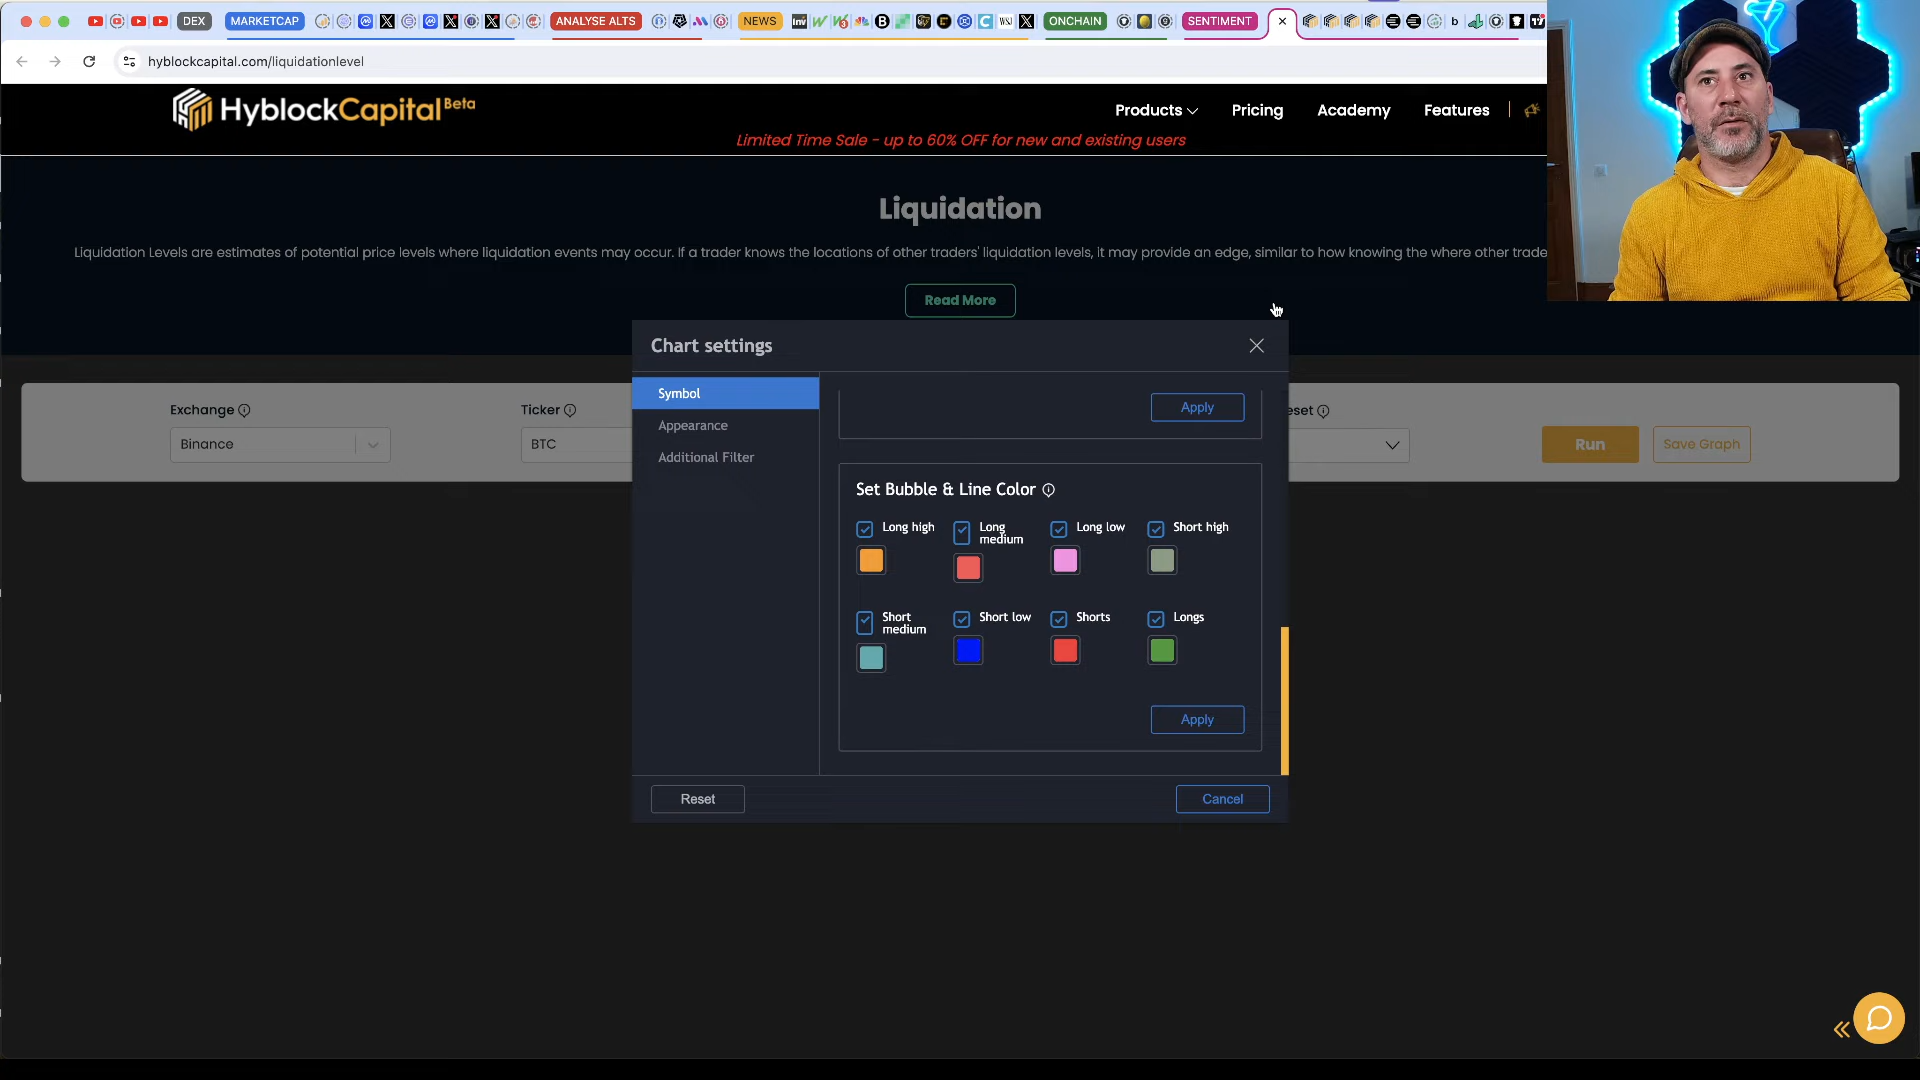 DEX
MARKETCAP
ANALYSE ALTS
NEWS
ONCHAIN
SENTIMENT
hyblockcapital.com/liquidationlevel
HyblockCapital Beta
Products
Pricing
Academy
Features
Limited Time Sale - up to 60% OFF for new and existing users
Liquidation
Liquidation Levels are estimates of potential price levels where liquidation events may occur. If a trader knows the locations of other traders' liquidation levels, it may provide an edge, similar to how knowing the where other trade
Read More
Chart settings
Symbol
Appearance
Additional Filter
Exchange
Binance
Ticker
BTC
eset
Run
Save Graph
Apply
Set Bubble & Line Color
Long high
Long medium
Long low
Short high
Short medium
Short low
Shorts
Longs
Apply
Reset
Cancel